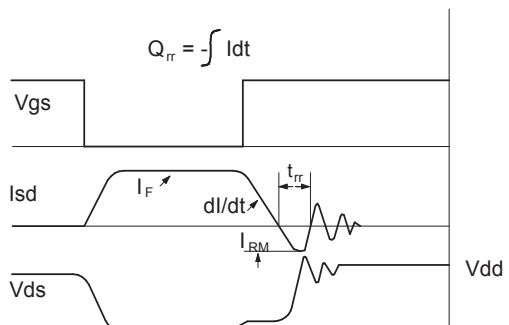 Q_rr = -∫ Idt
Vgs
t_rr
Isd
I_F
dI/dt
I_RM
Vdd
Vds